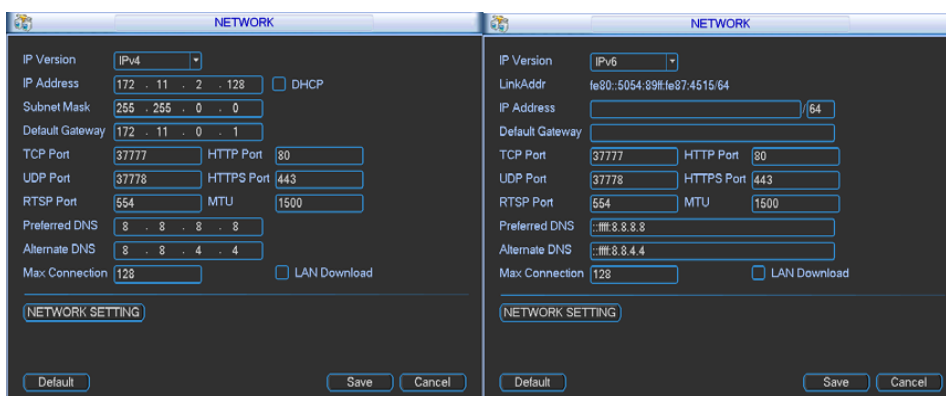 NETWORK
IP Version IPv4
IP Address 172 . 11 . 2 . 128 DHCP
Subnet Mask 255 . 255 . 0 . 0
Default Gateway 172 . 11 . 0 . 1
TCP Port 37777 HTTP Port 80
UDP Port 37778 HTTPS Port 443
RTSP Port 554 MTU 1500
Preferred DNS 8 . 8 . 8 . 8
Alternate DNS 8 . 8 . 4 . 4
Max Connection 128 LAN Download
NETWORK SETTING
Default Save Cancel
NETWORK
IP Version IPv6
LinkAddr fe80::5054:89ff:fe87:4515/64
IP Address / 64
Default Gateway
TCP Port 37777 HTTP Port 80
UDP Port 37778 HTTPS Port 443
RTSP Port 554 MTU 1500
Preferred DNS ::ffff:8.8.8.8
Alternate DNS ::ffff:8.8.4.4
Max Connection 128 LAN Download
NETWORK SETTING
Default Save Cancel